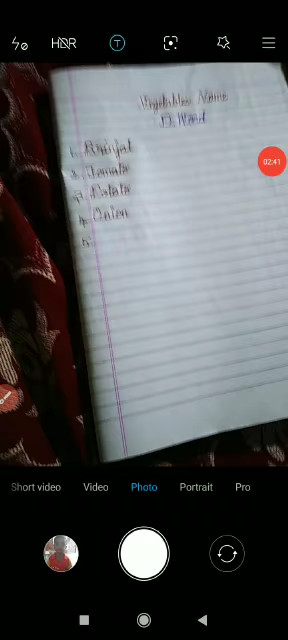 HDR
T
Vegetables Name
D. Word
02:41
1. Brinjal
2. Tomato
3. Potato
4. Onion
5.
Short video Video Photo Portrait Pro